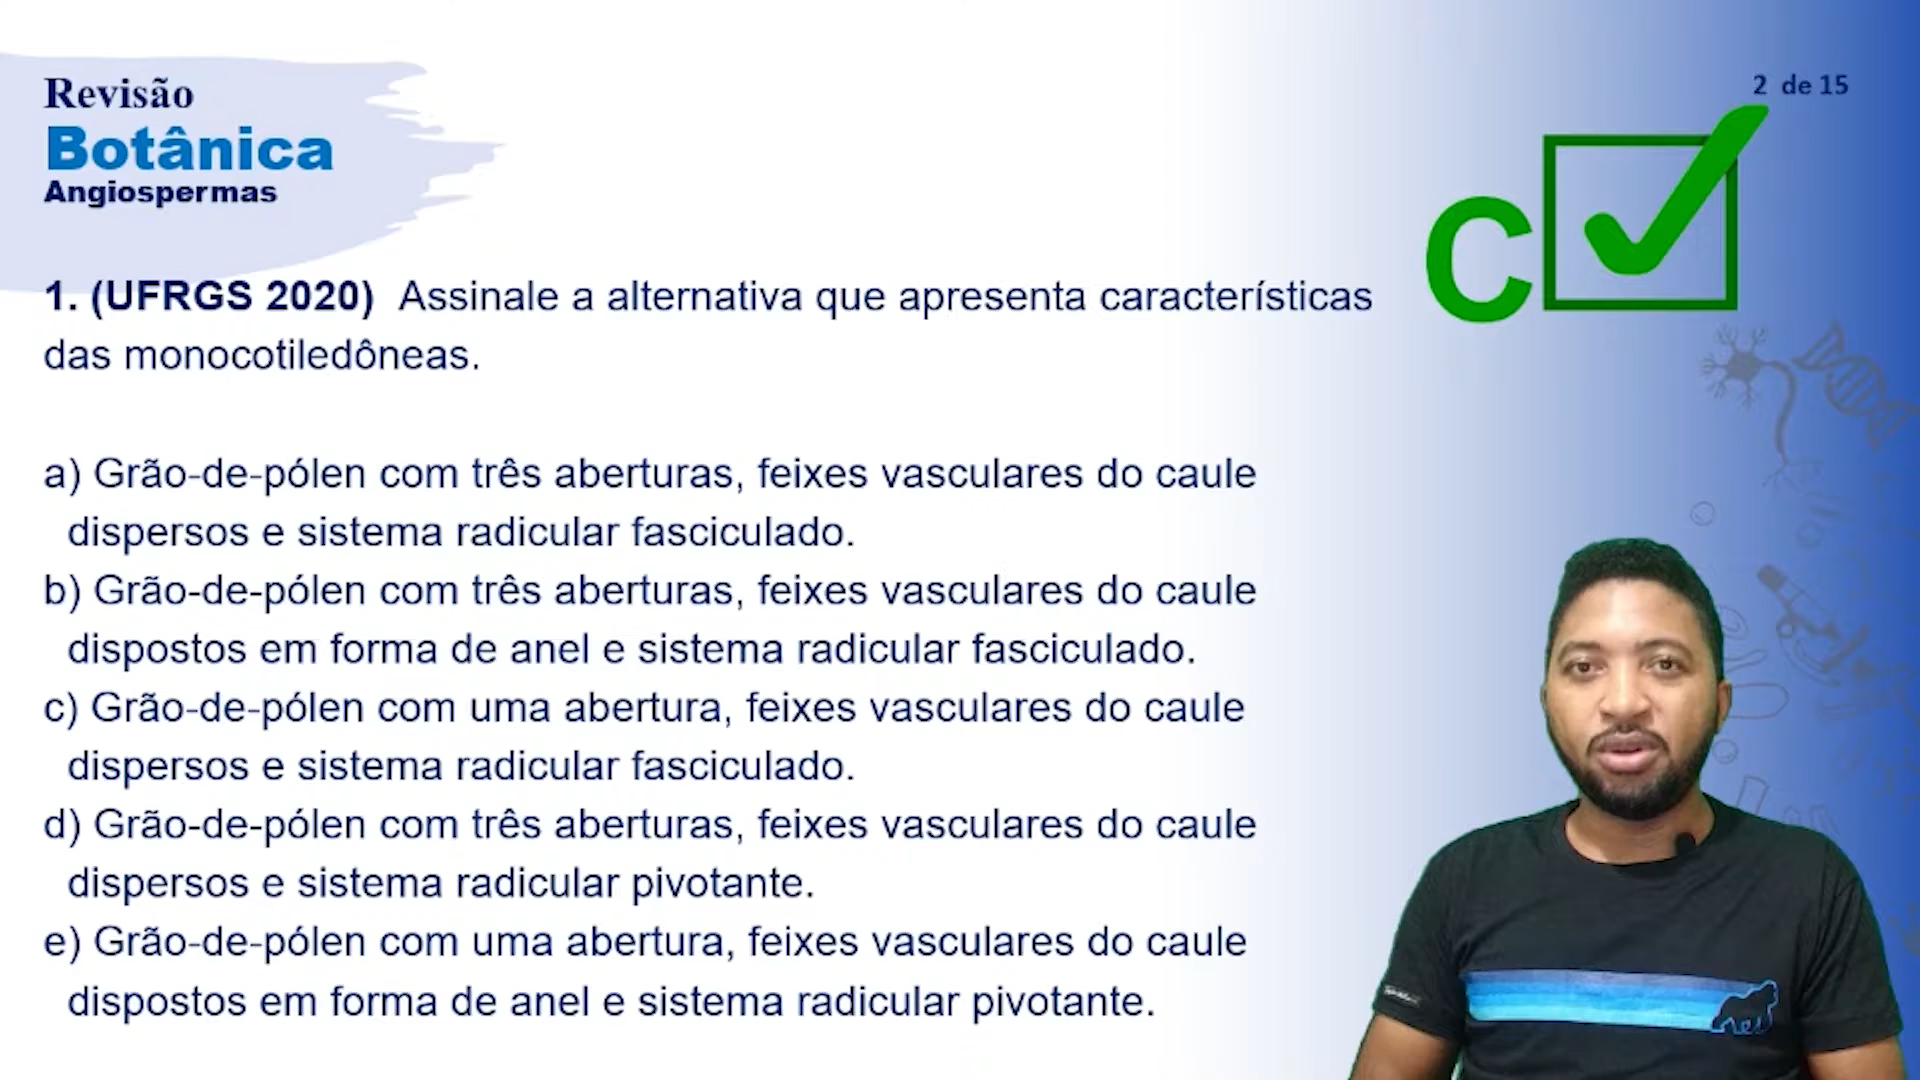 Revisão
Botânica
Angiospermas
2 de 15
C
1. (UFRGS 2020) Assinale a alternativa que apresenta características
das monocotiledôneas.
a) Grão-de-pólen com três aberturas, feixes vasculares do caule
dispersos e sistema radicular fasciculado.
b) Grão-de-pólen com três aberturas, feixes vasculares do caule
dispostos em forma de anel e sistema radicular fasciculado.
c) Grão-de-pólen com uma abertura, feixes vasculares do caule
dispersos e sistema radicular fasciculado.
d) Grão-de-pólen com três aberturas, feixes vasculares do caule
dispersos e sistema radicular pivotante.
e) Grão-de-pólen com uma abertura, feixes vasculares do caule
dispostos em forma de anel e sistema radicular pivotante.